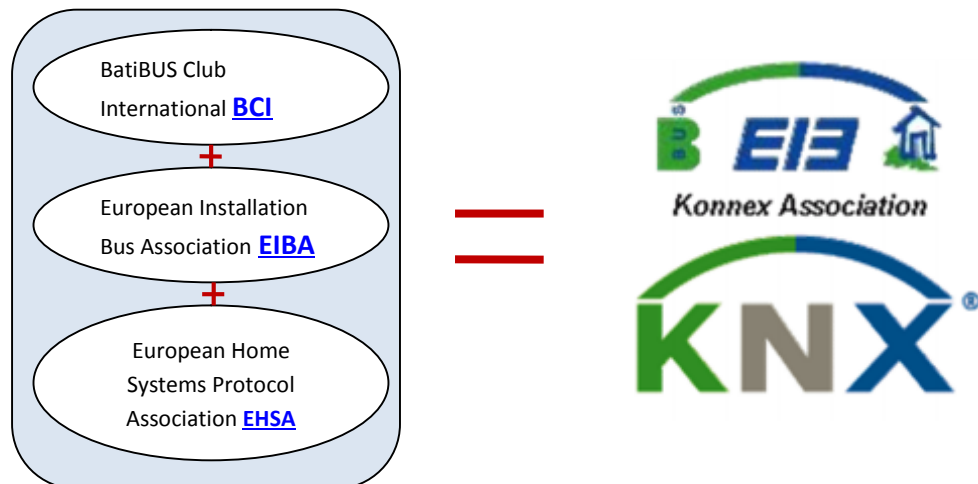 BatiBUS Club
International BCI
+
European Installation
Bus Association EIBA
+
European Home
Systems Protocol
Association EHSA
=
BUS
B EIB
Konnex Association
KNX®